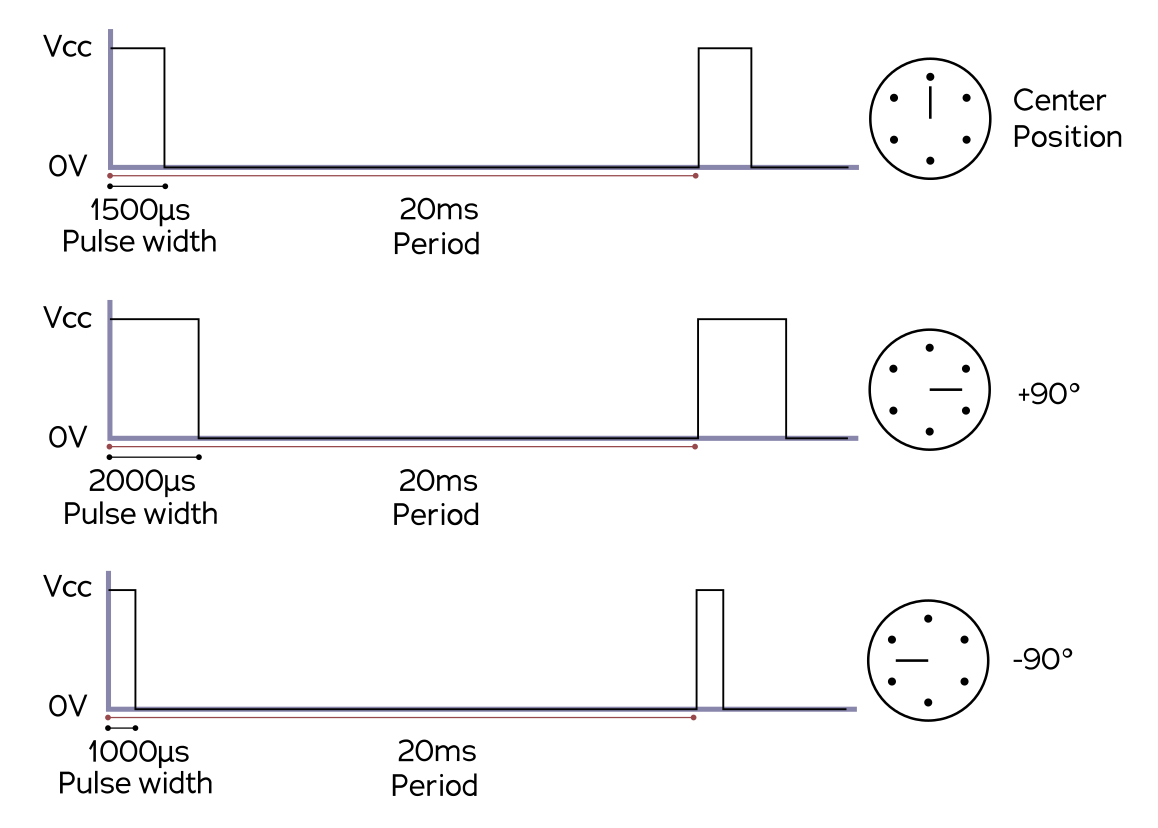 Vcc
0V
1500µs
Pulse width
20ms
Period
Center
Position
Vcc
0V
2000µs
Pulse width
20ms
Period
+90°
Vcc
0V
1000µs
Pulse width
20ms
Period
-90°